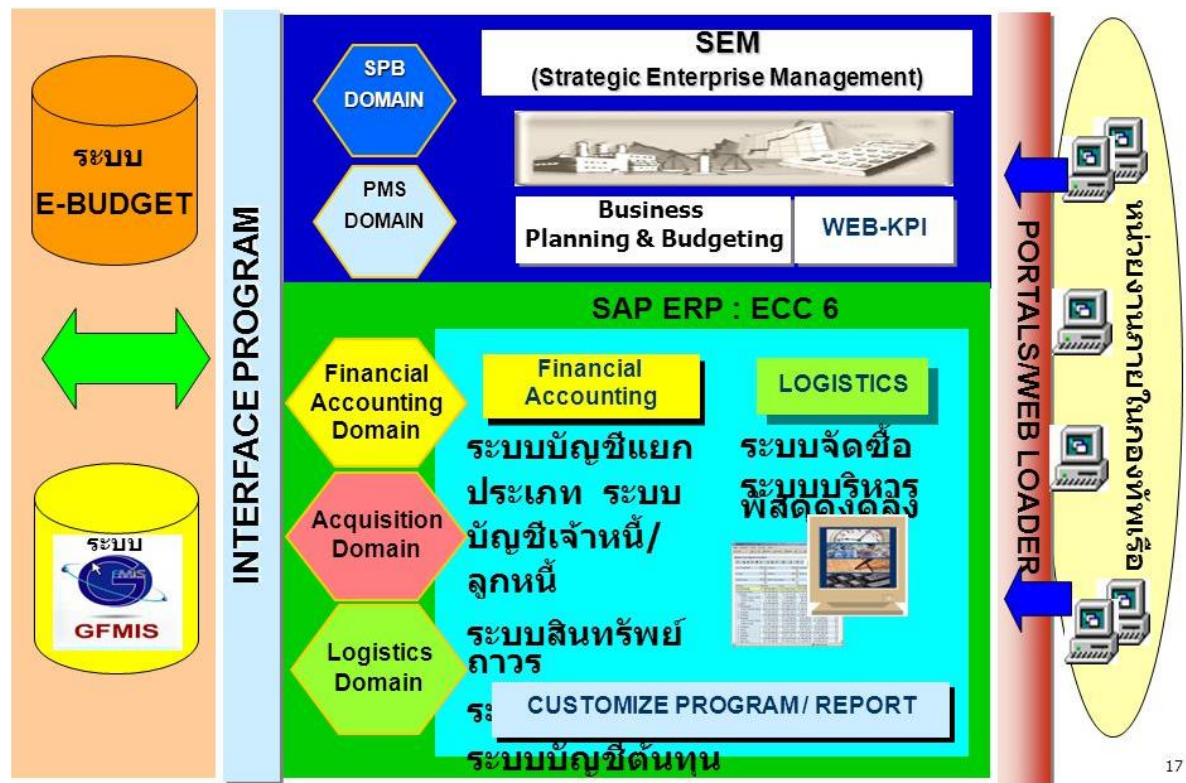 ระบบ
E-BUDGET
ระบบ
GFMIS
INTERFACE PROGRAM
SPB
DOMAIN
PMS
DOMAIN
SEM
(Strategic Enterprise Management)
Business
Planning & Budgeting
WEB-KPI
SAP ERP : ECC 6
Financial
Accounting
Domain
Acquisition
Domain
Logistics
Domain
Financial
Accounting
ระบบบัญชีแยก
ประเภท ระบบ
บัญชีเจ้าหนี้/
ลูกหนี้
ระบบสินทรัพย์
ถาวร
ระบบบัญชีต้นทุน
LOGISTICS
ระบบจัดซื้อ
ระบบบริหาร
พัสดุคงคลัง
CUSTOMIZE PROGRAM/ REPORT
PORTALS/WEB LOADER
หน่วยงานภายในกองทัพเรือ
17